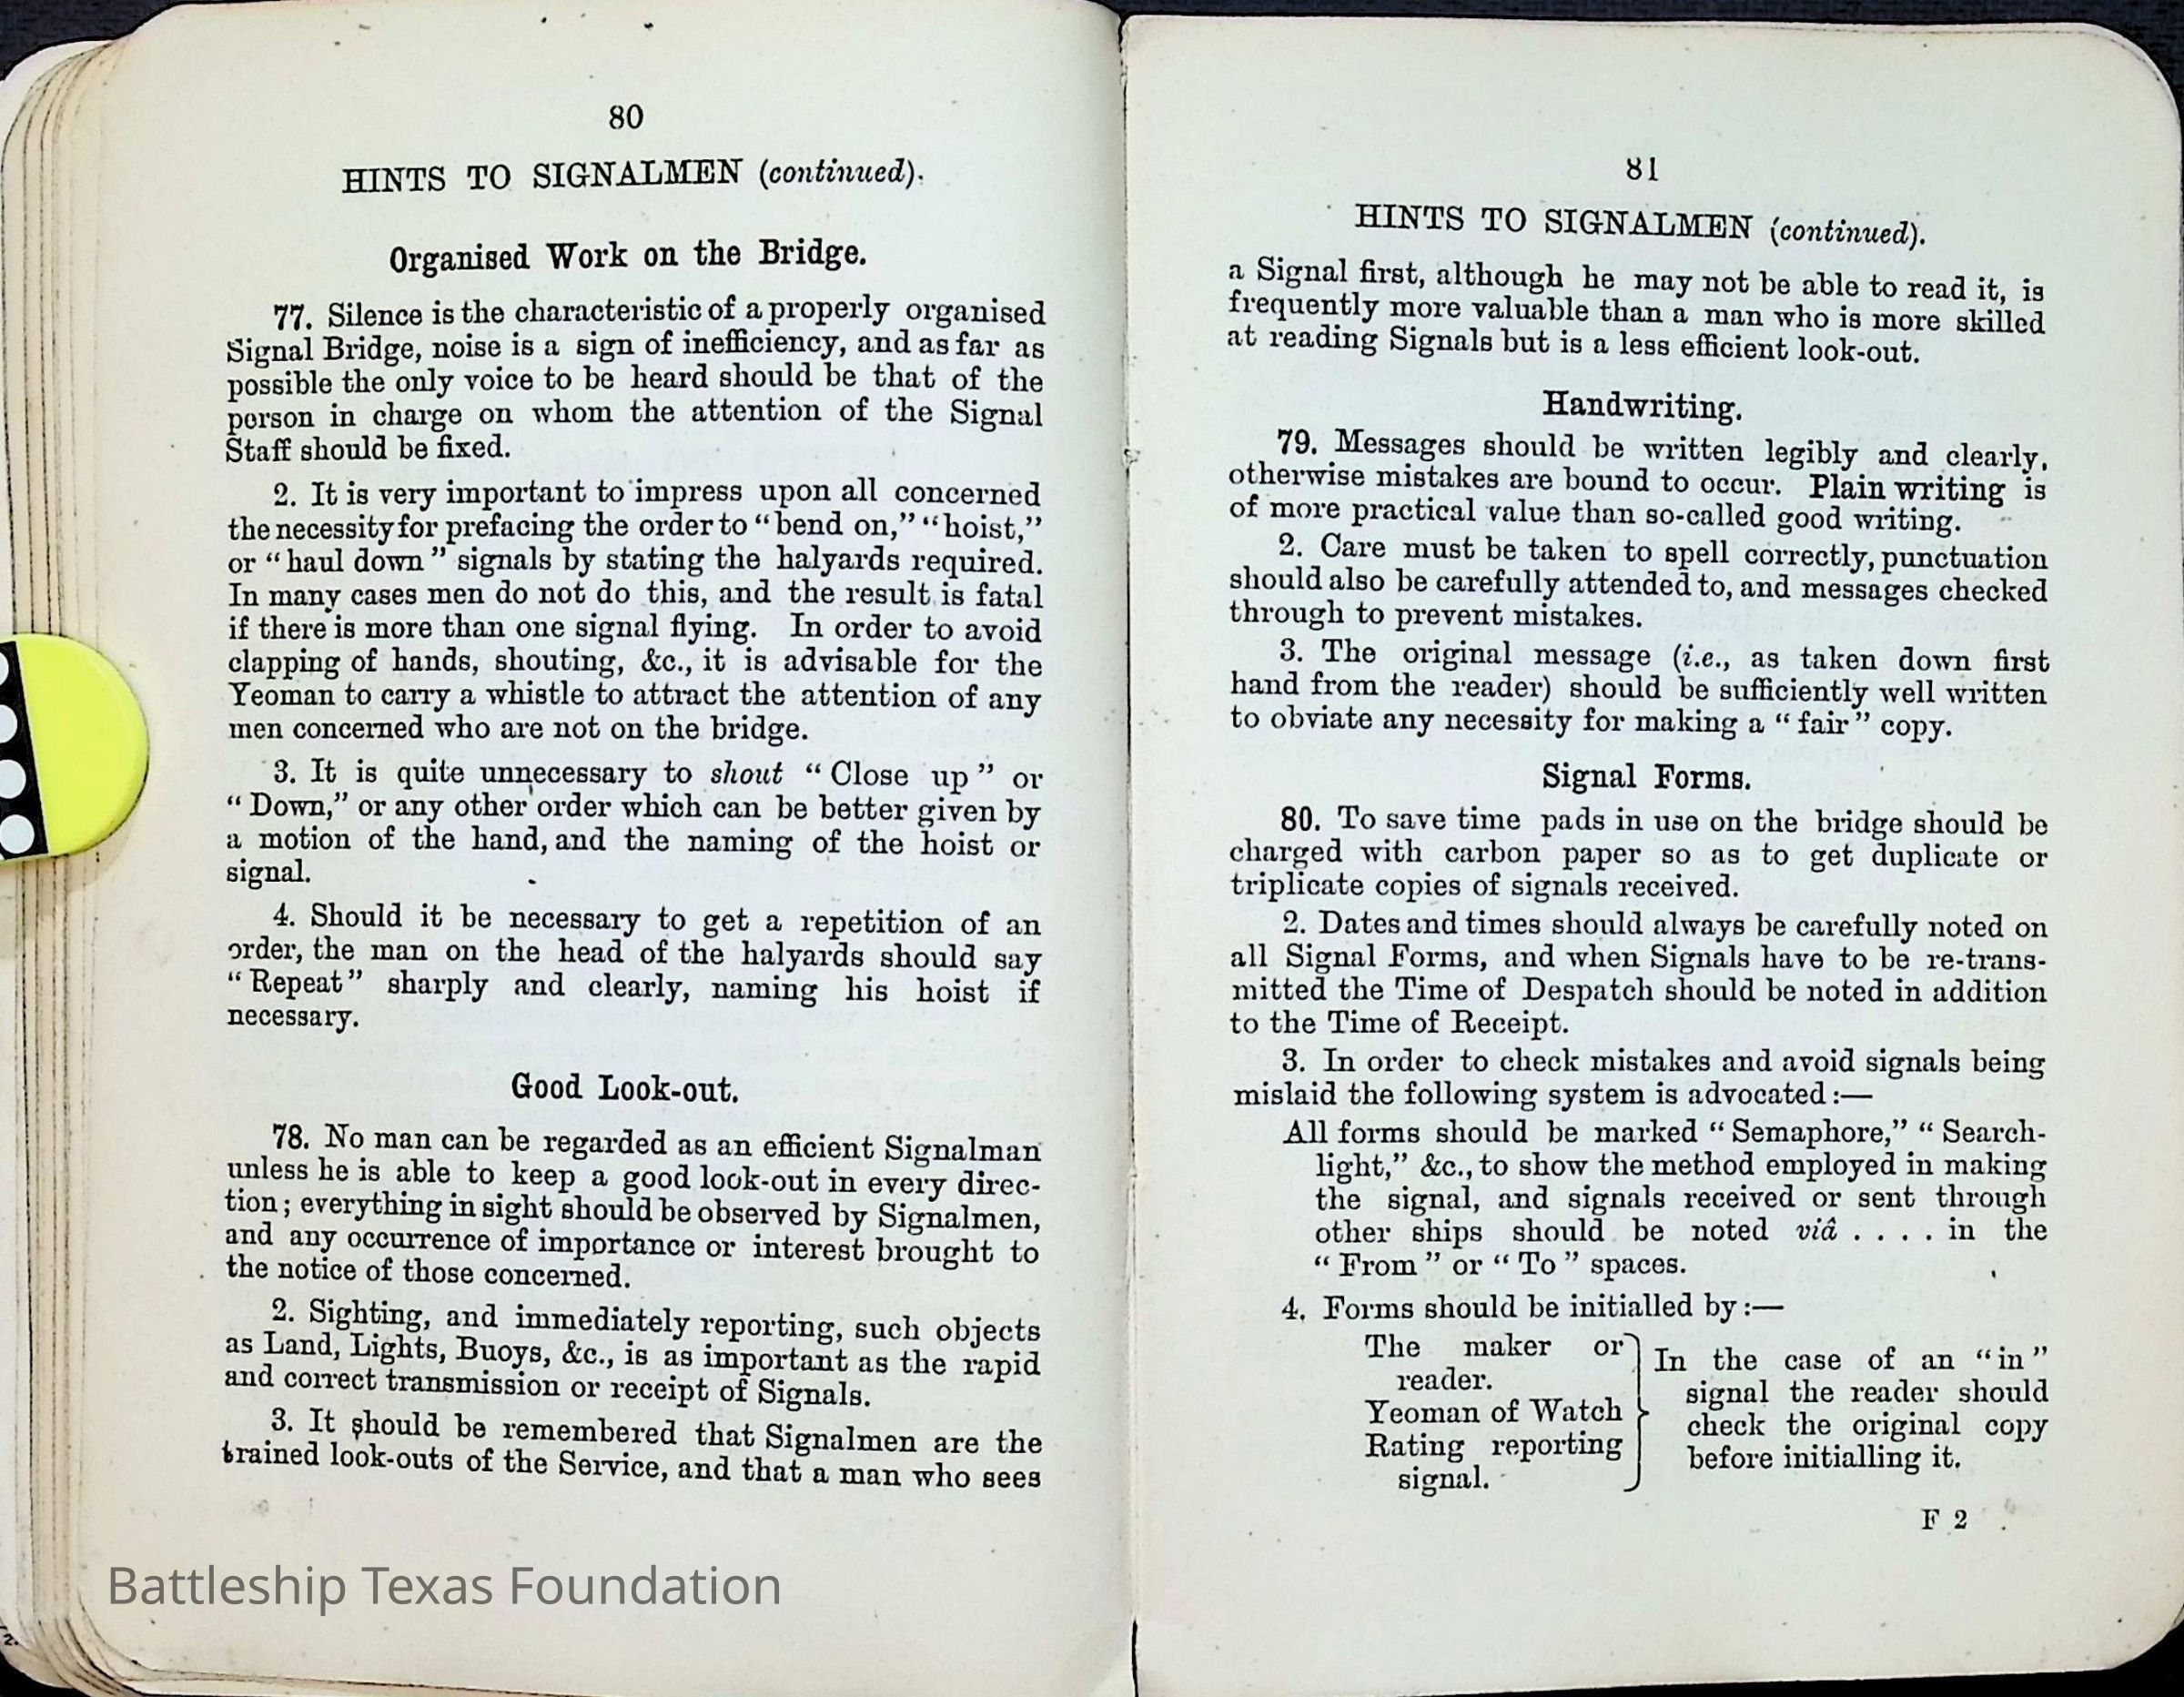 80
HINTS TO SIGNALMEN (continued).
Organised Work on the Bridge.
77. Silence is the characteristic of a properly organised
Signal Bridge, noise is a sign of inefficiency, and as far as
possible the only voice to be heard should be that of the
person in charge on whom the attention of the Signal
Staff should be fixed.
2. It is very important to impress upon all concerned
the necessity for prefacing the order to “bend on,” “hoist,”
or “haul down” signals by stating the halyards required.
In many cases men do not do this, and the result is fatal
if there is more than one signal flying. In order to avoid
clapping of hands, shouting, &c., it is advisable for the
Yeoman to carry a whistle to attract the attention of any
men concerned who are not on the bridge.
3. It is quite unnecessary to shout “Close up” or
“Down,” or any other order which can be better given by
a motion of the hand, and the naming of the hoist or
signal.
4. Should it be necessary to get a repetition of an
order, the man on the head of the halyards should say
“Repeat” sharply and clearly, naming his hoist if
necessary.
Good Look-out.
78. No man can be regarded as an efficient Signalman
unless he is able to keep a good look-out in every direc-
tion; everything in sight should be observed by Signalmen,
and any occurrence of importance or interest brought to
the notice of those concerned.
2. Sighting, and immediately reporting, such objects
as Land, Lights, Buoys, &c., is as important as the rapid
and correct transmission or receipt of Signals.
3. It should be remembered that Signalmen are the
trained look-outs of the Service, and that a man who sees
Battleship Texas Foundation
81
HINTS TO SIGNALMEN (continued).
a Signal first, although he may not be able to read it, is
frequently more valuable than a man who is more skilled
at reading Signals but is a less efficient look-out.
Handwriting.
79. Messages should be written legibly and clearly,
otherwise mistakes are bound to occur. Plain writing is
of more practical value than so-called good writing.
2. Care must be taken to spell correctly, punctuation
should also be carefully attended to, and messages checked
through to prevent mistakes.
3. The original message (i.e., as taken down first
hand from the reader) should be sufficiently well written
to obviate any necessity for making a “fair” copy.
Signal Forms.
80. To save time pads in use on the bridge should be
charged with carbon paper so as to get duplicate or
triplicate copies of signals received.
2. Dates and times should always be carefully noted on
all Signal Forms, and when Signals have to be re-trans-
mitted the Time of Despatch should be noted in addition
to the Time of Receipt.
3. In order to check mistakes and avoid signals being
mislaid the following system is advocated:—
All forms should be marked “Semaphore,” “Search-
light,” &c., to show the method employed in making
the signal, and signals received or sent through
other ships should be noted viâ . . . . in the
“From” or “To” spaces.
4. Forms should be initialled by:—
The maker or
reader.
Yeoman of Watch
Rating reporting
signal.
In the case of an “in”
signal the reader should
check the original copy
before initialling it.
F 2